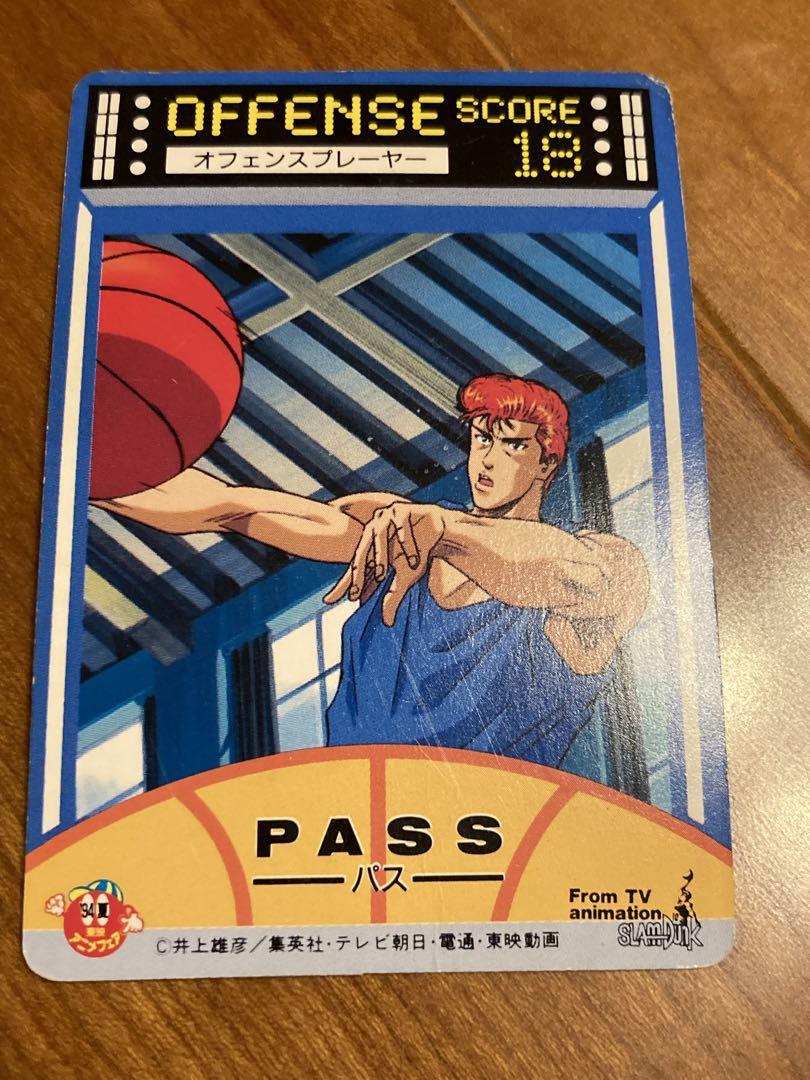 OFFENSE SCORE
オフェンスプレーヤー 18
PASS
パス
From TV
animation
SLAM DUNK
'94夏
東映
アニメフェア
©井上雄彦/集英社・テレビ朝日・電通・東映動画